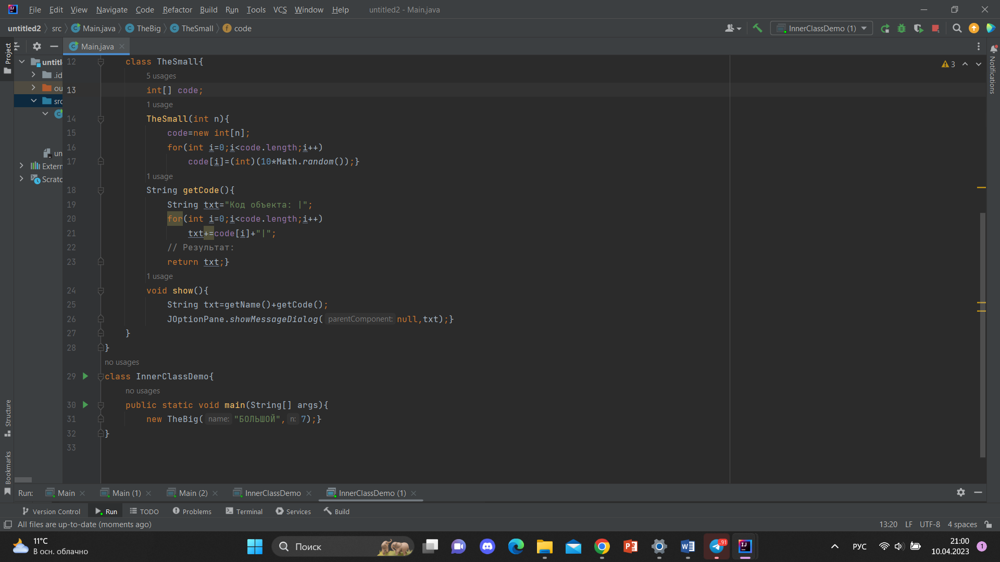 File Edit View Navigate Code Refactor Build Run Tools VCS Window Help untitled2 - Main.java
untitled2 src Main.java TheBig TheSmall code InnerClassDemo (1)
Project
Main.java
untitl
.id
ou
src
un
Extern
Scratc
3
Notifications
12 class TheSmall{
5 usages
13 int[] code;
1 usage
14 TheSmall(int n){
15 code=new int[n];
16 for(int i=0;i<code.length;i++)
17 code[i]=(int)(10*Math.random());}
1 usage
18 String getCode(){
19 String txt="Код объекта: |";
20 for(int i=0;i<code.length;i++)
21 txt+=code[i]+"|";
22 // Результат:
23 return txt;}
1 usage
24 void show(){
25 String txt=getName()+getCode();
26 JOptionPane.showMessageDialog( parentComponent: null,txt);}
27 }
28 }
no usages
29 class InnerClassDemo{
no usages
30 public static void main(String[] args){
31 new TheBig( name: "БОЛЬШОЙ", n: 7);}
32 }
33
Structure
Bookmarks
Run: Main Main (1) Main (2) InnerClassDemo InnerClassDemo (1)
Version Control Run TODO Problems Terminal Services Build
All files are up-to-date (moments ago) 13:20 LF UTF-8 4 spaces
11°C
В осн. облачно
Поиск
..91
РУС
21:00
10.04.2023
1